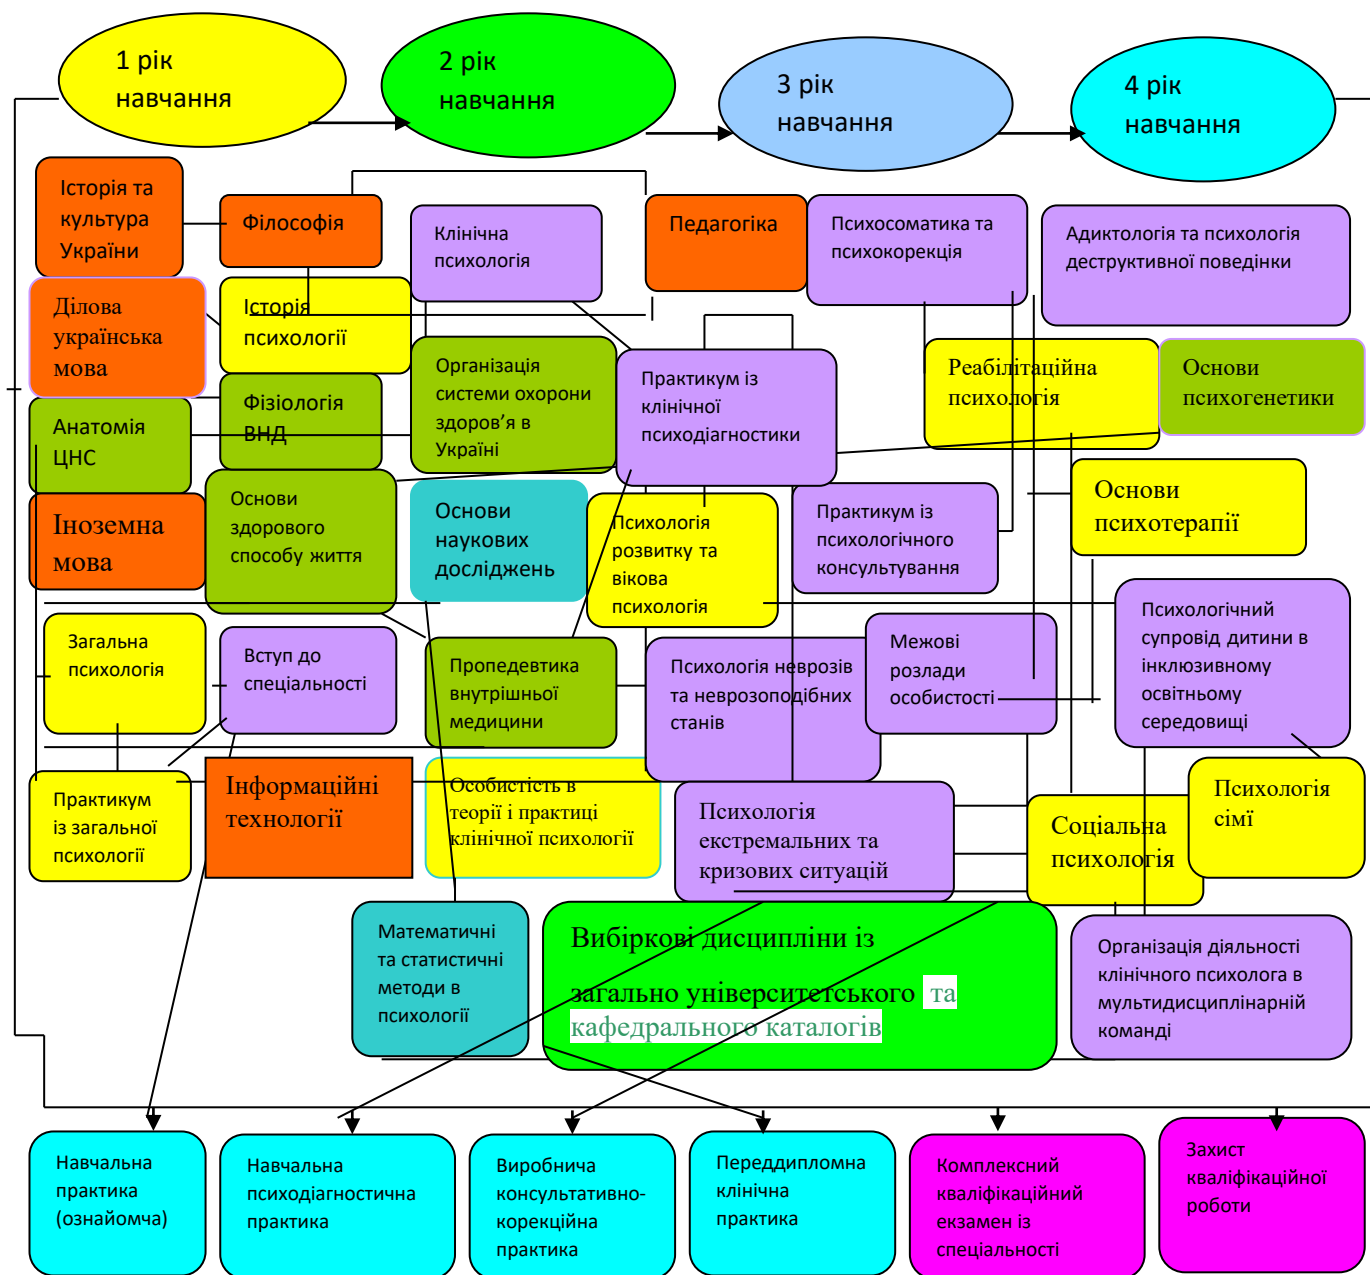 1 рік
навчання
2 рік
навчання
3 рік
навчання
4 рік
навчання
Історія та
культура
України
Філософія
Клінічна
психологія
Педагогіка
Психосоматика та
психокорекція
Адиктологія та психологія
деструктивної поведінки
Ділова
українська
мова
Історія
психології
Організація
системи охорони
здоров’я в
Україні
Практикум із
клінічної
психодіагностики
Реабілітаційна
психологія
Основи
психогенетики
Анатомія
ЦНС
Фізіологія
ВНД
Іноземна
мова
Основи
здорового
способу життя
Основи
наукових
досліджень
Психологія
розвитку та
вікова
психологія
Практикум із
психологічного
консультування
Основи
психотерапії
Загальна
психологія
Вступ до
спеціальності
Пропедевтика
внутрішньої
медицини
Психологія неврозів
та неврозоподібних
станів
Межові
розлади
особистості
Психологічний
супровід дитини в
інклюзивному
освітньому
середовищі
Практикум
із загальної
психології
Інформаційні
технології
Особистість в
теорії і практиці
клінічної психології
Психологія
екстремальних та
кризових ситуацій
Соціальна
психологія
Психологія
сімї
Математичні
та статистичні
методи в
психології
Вибіркові дисципліни із
загально університетського та
кафедрального каталогів
Організація діяльності
клінічного психолога в
мультидисциплінарній
команді
Навчальна
практика
(ознайомча)
Навчальна
психодіагностична
практика
Виробнича
консультативно-
корекційна
практика
Переддипломна
клінічна
практика
Комплексний
кваліфікаційний
екзамен із
спеціальності
Захист
кваліфікаційної
роботи